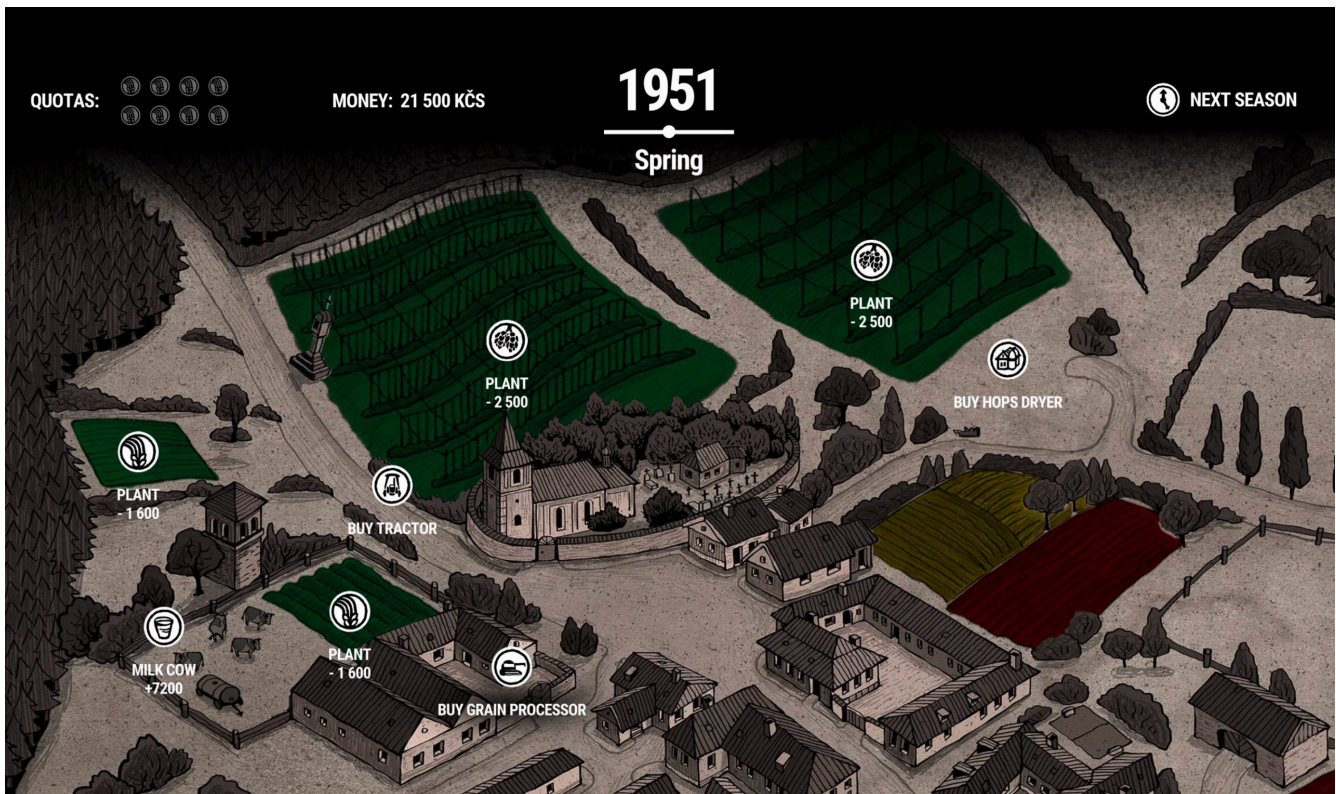 QUOTAS:
MONEY: 21 500 KČS
1951
Spring
NEXT SEASON
PLANT
- 2 500
PLANT
- 2 500
BUY HOPS DRYER
PLANT
- 1 600
BUY TRACTOR
MILK COW
+7200
PLANT
- 1 600
BUY GRAIN PROCESSOR